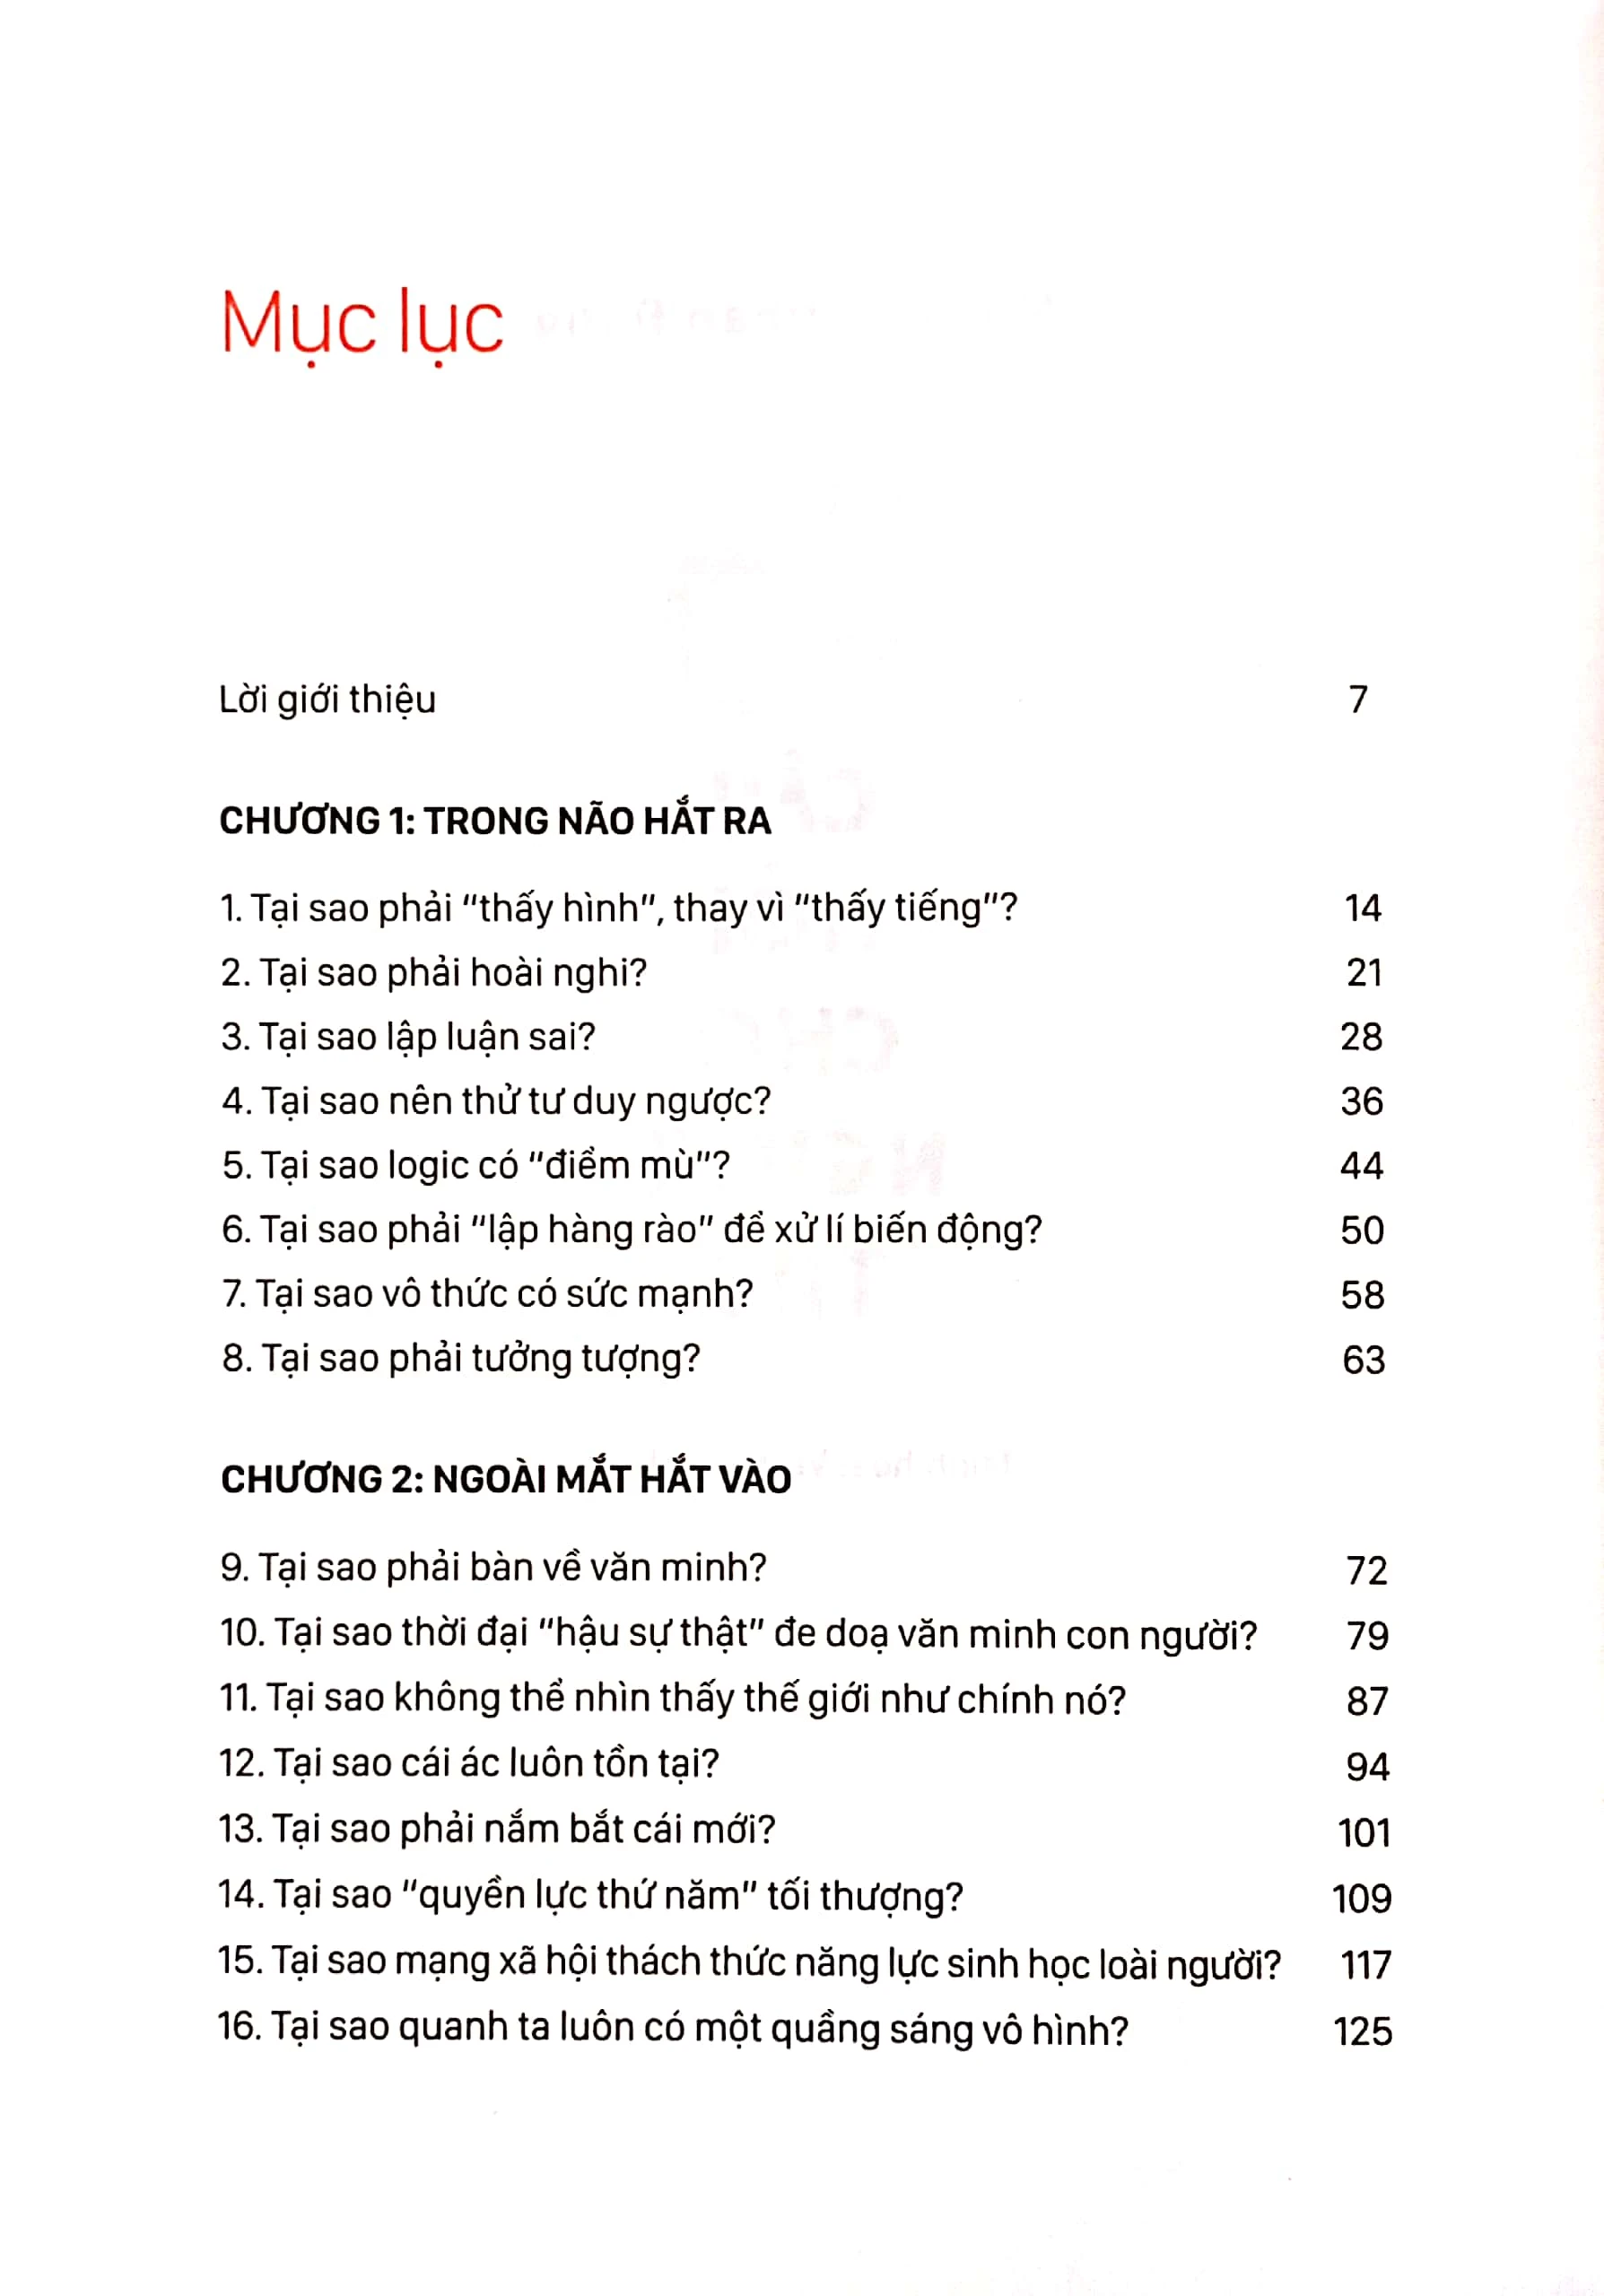 Mục lục
Lời giới thiệu 7
CHƯƠNG 1: TRONG NÃO HẮT RA
1. Tại sao phải "thấy hình", thay vì "thấy tiếng"? 14
2. Tại sao phải hoài nghi? 21
3. Tại sao lập luận sai? 28
4. Tại sao nên thử tư duy ngược? 36
5. Tại sao logic có "điểm mù"? 44
6. Tại sao phải "lập hàng rào" để xử lí biến động? 50
7. Tại sao vô thức có sức mạnh? 58
8. Tại sao phải tưởng tượng? 63
CHƯƠNG 2: NGOÀI MẮT HẮT VÀO
9. Tại sao phải bàn về văn minh? 72
10. Tại sao thời đại "hậu sự thật" đe doạ văn minh con người? 79
11. Tại sao không thể nhìn thấy thế giới như chính nó? 87
12. Tại sao cái ác luôn tồn tại? 94
13. Tại sao phải nắm bắt cái mới? 101
14. Tại sao "quyền lực thứ năm" tối thượng? 109
15. Tại sao mạng xã hội thách thức năng lực sinh học loài người? 117
16. Tại sao quanh ta luôn có một quầng sáng vô hình? 125